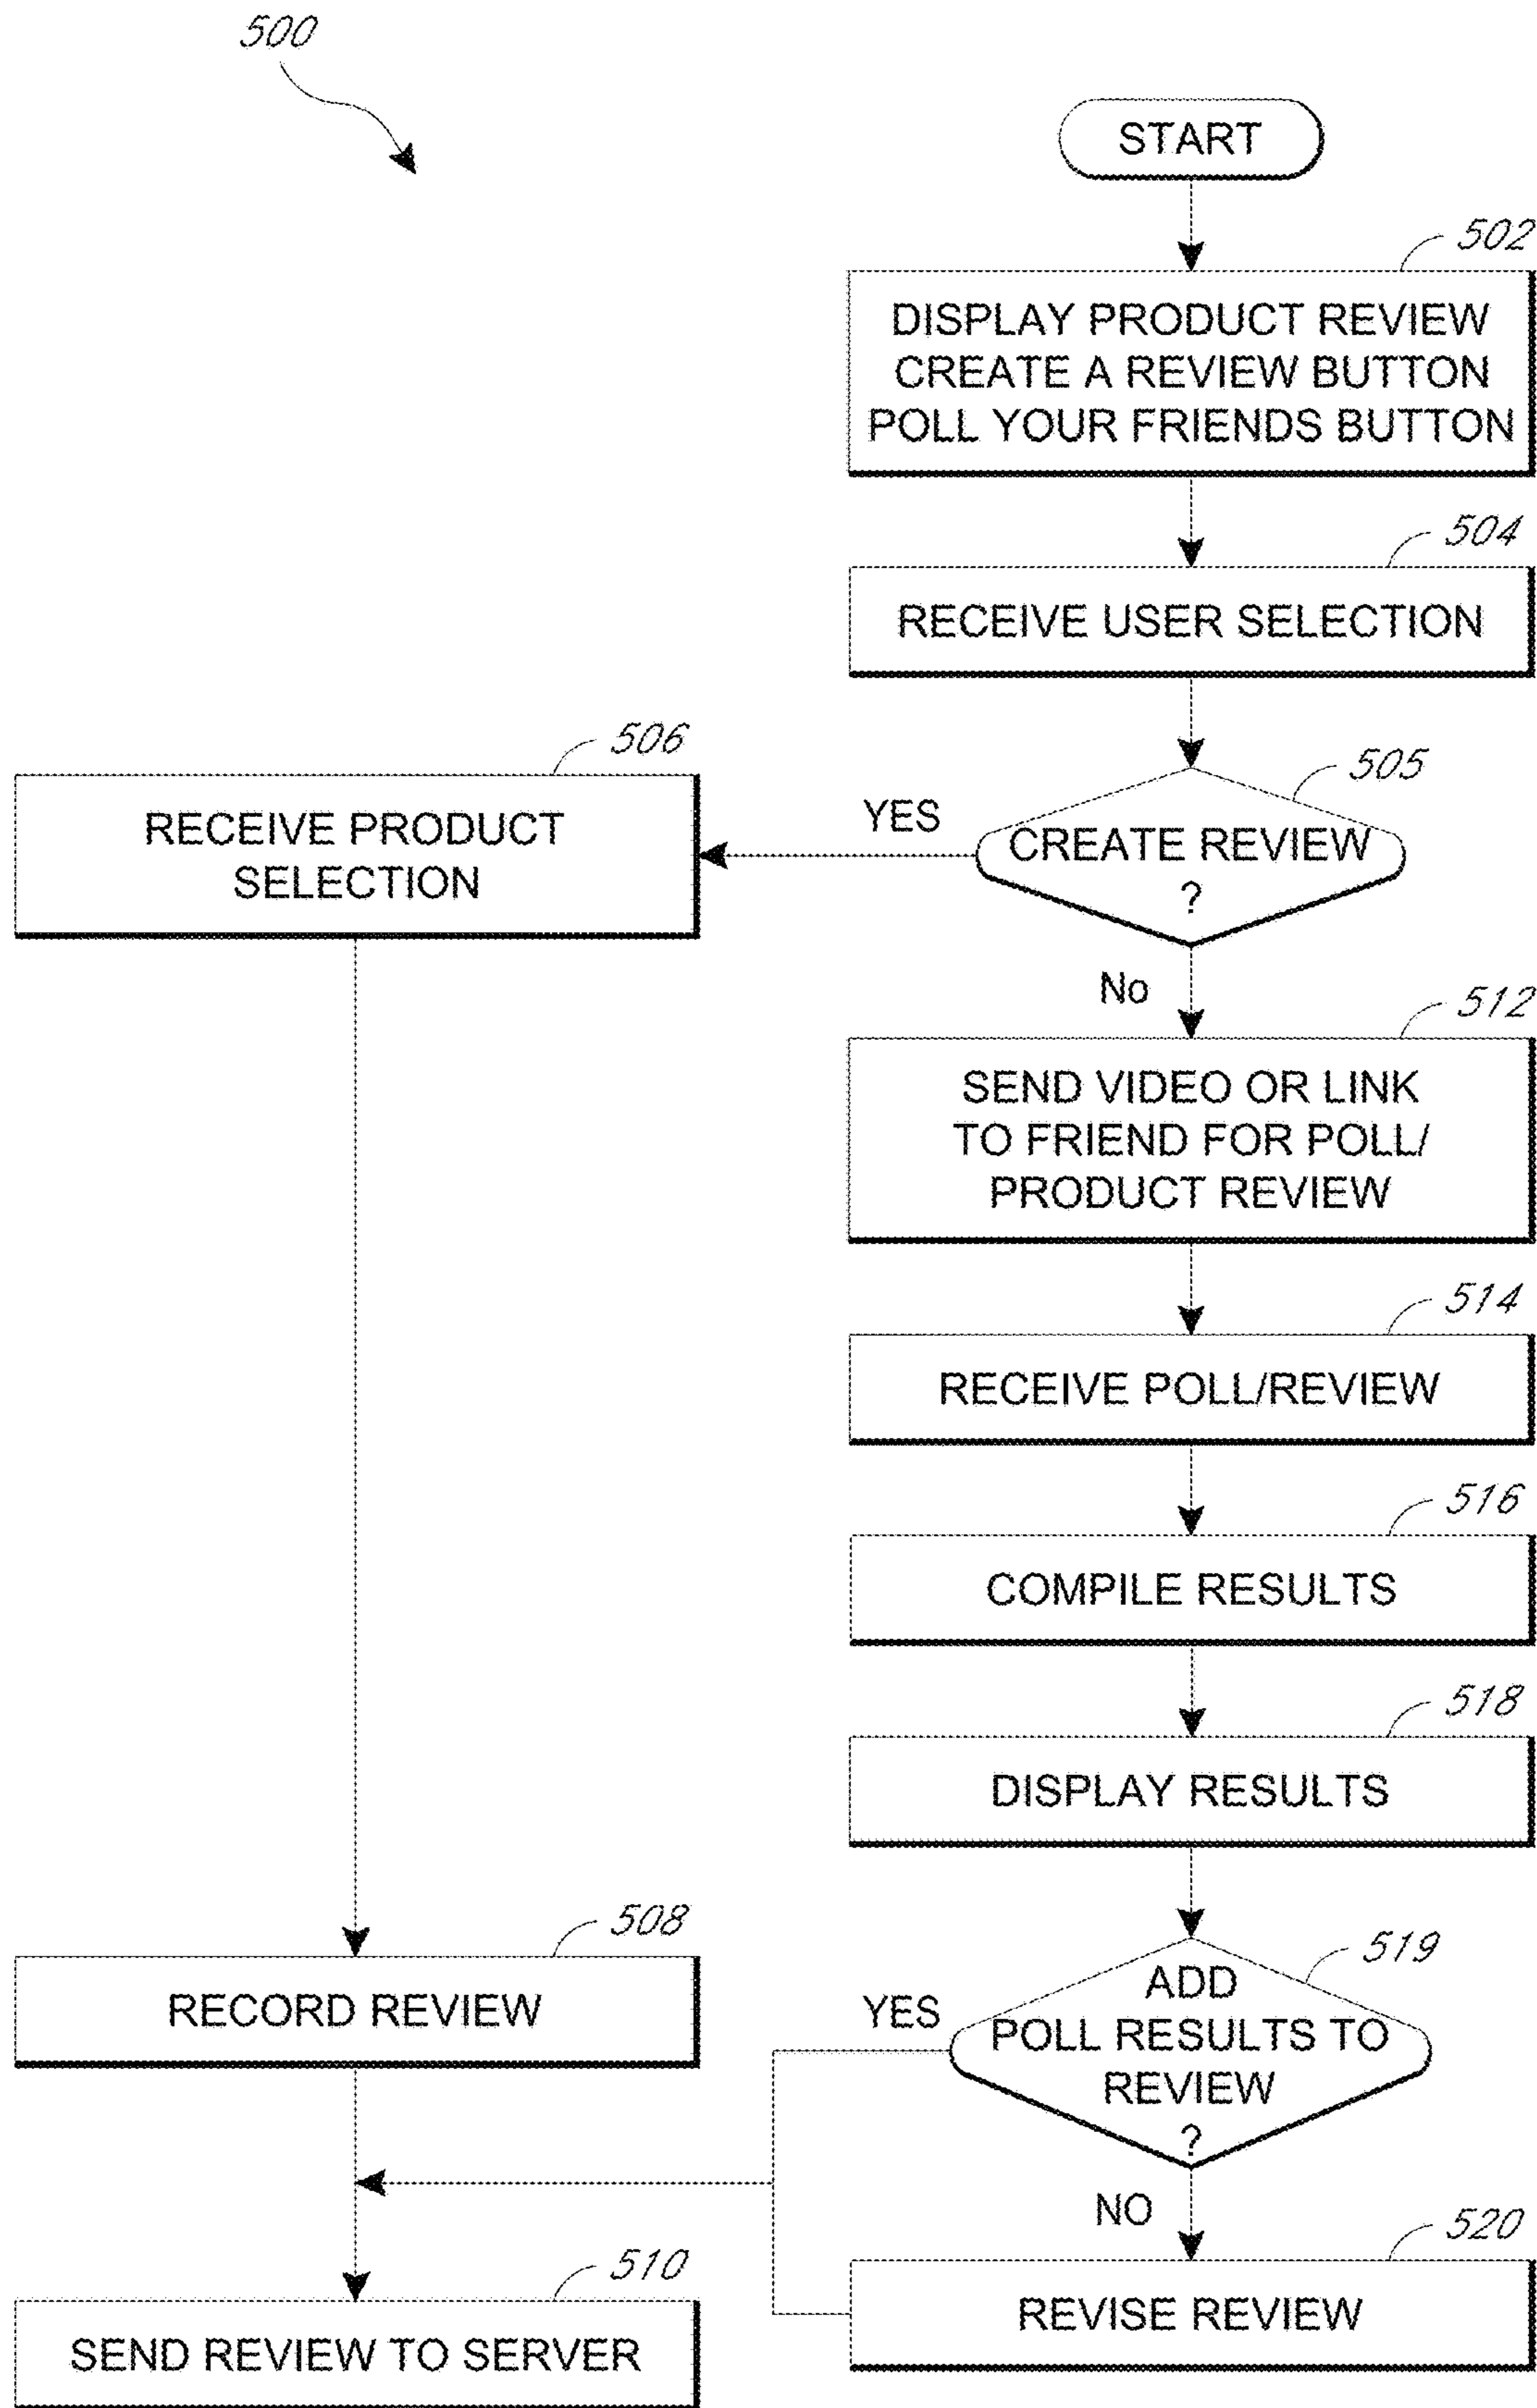 500
START
502
DISPLAY PRODUCT REVIEW
CREATE A REVIEW BUTTON
POLL YOUR FRIENDS BUTTON
504
RECEIVE USER SELECTION
505
CREATE REVIEW
?
YES
506
RECEIVE PRODUCT
SELECTION
No
512
SEND VIDEO OR LINK
TO FRIEND FOR POLL/
PRODUCT REVIEW
514
RECEIVE POLL/REVIEW
516
COMPILE RESULTS
518
DISPLAY RESULTS
519
ADD
POLL RESULTS TO
REVIEW
?
YES
508
RECORD REVIEW
NO
520
REVISE REVIEW
510
SEND REVIEW TO SERVER